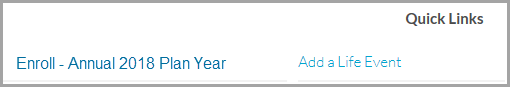 Quick Links
Enroll - Annual 2018 Plan Year
Add a Life Event